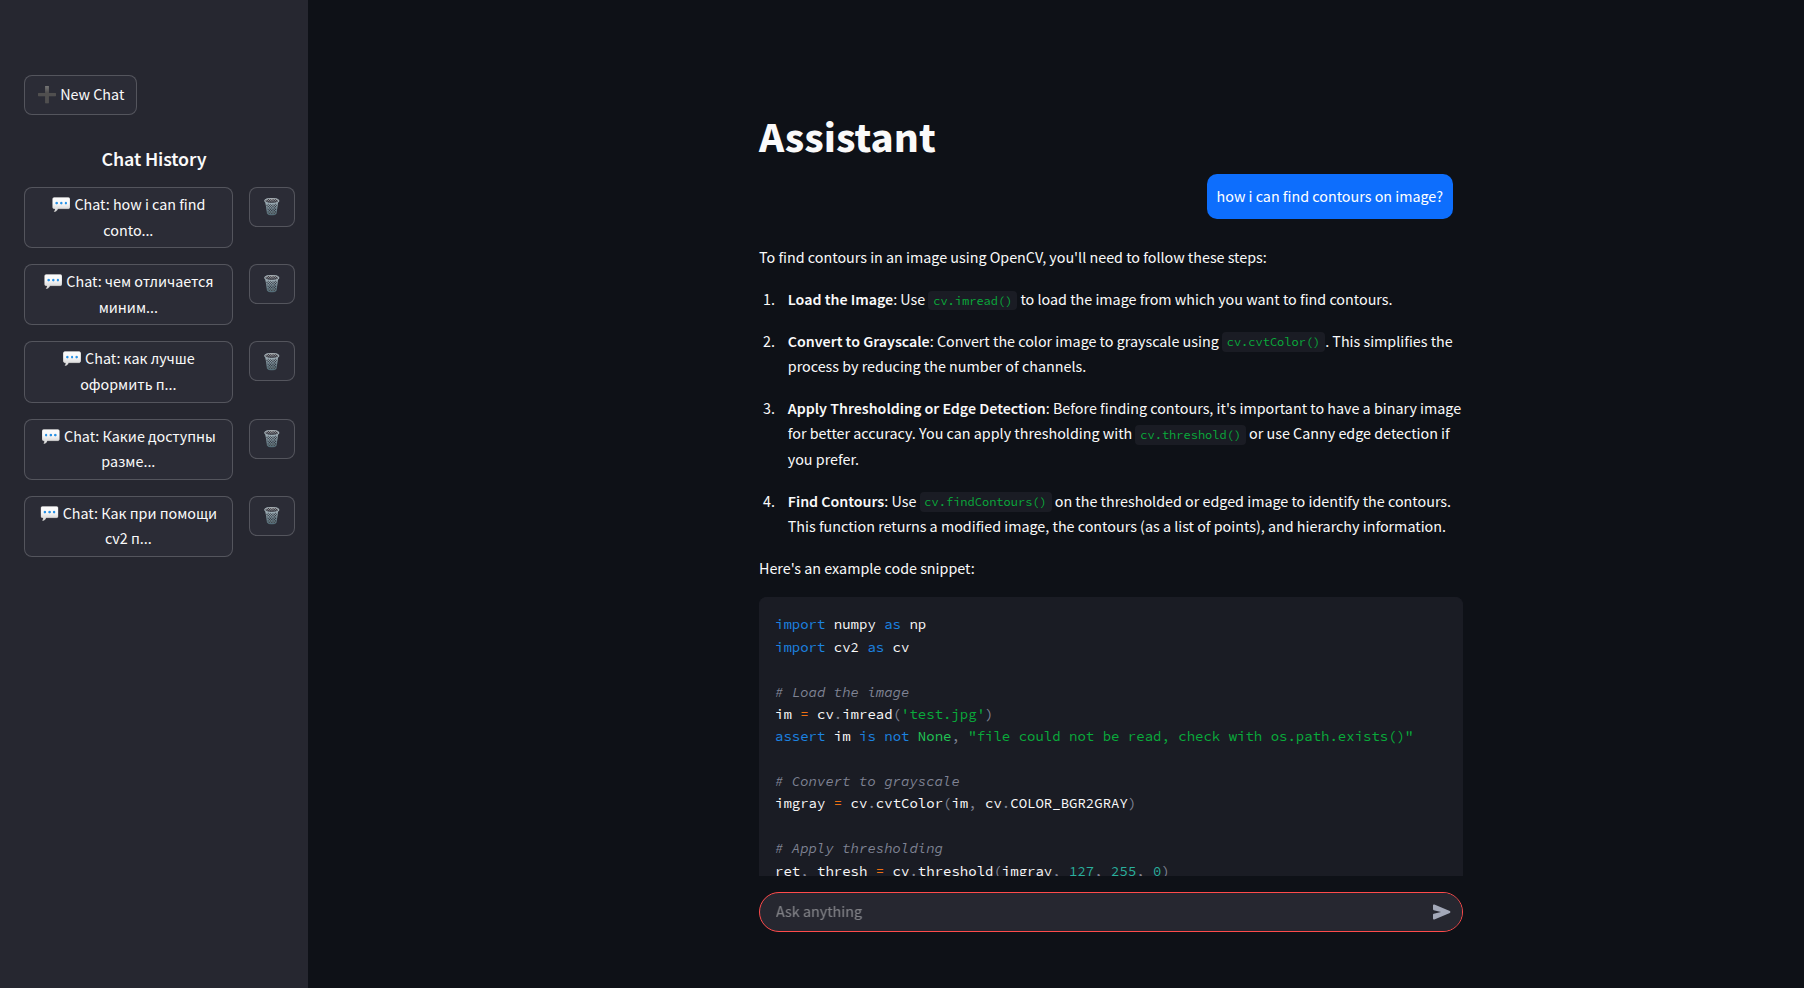 ➕ New Chat
Chat History
💬 Chat: how i can find
conto...
💬 Chat: чем отличается
миним...
💬 Chat: как лучше
оформить п...
💬 Chat: Какие доступны
разме...
💬 Chat: Как при помощи
cv2 п...
Assistant
how i can find contours on image?
To find contours in an image using OpenCV, you'll need to follow these steps:
1. Load the Image: Use cv.imread() to load the image from which you want to find contours.
2. Convert to Grayscale: Convert the color image to grayscale using cv.cvtColor() . This simplifies the
process by reducing the number of channels.
3. Apply Thresholding or Edge Detection: Before finding contours, it's important to have a binary image
for better accuracy. You can apply thresholding with cv.threshold() or use Canny edge detection if
you prefer.
4. Find Contours: Use cv.findContours() on the thresholded or edged image to identify the contours.
This function returns a modified image, the contours (as a list of points), and hierarchy information.
Here's an example code snippet:
import numpy as np
import cv2 as cv
# Load the image
im = cv.imread('test.jpg')
assert im is not None, "file could not be read, check with os.path.exists()"
# Convert to grayscale
imgray = cv.cvtColor(im, cv.COLOR_BGR2GRAY)
# Apply thresholding
ret, thresh = cv.threshold(imgray, 127, 255, 0)
Ask anything